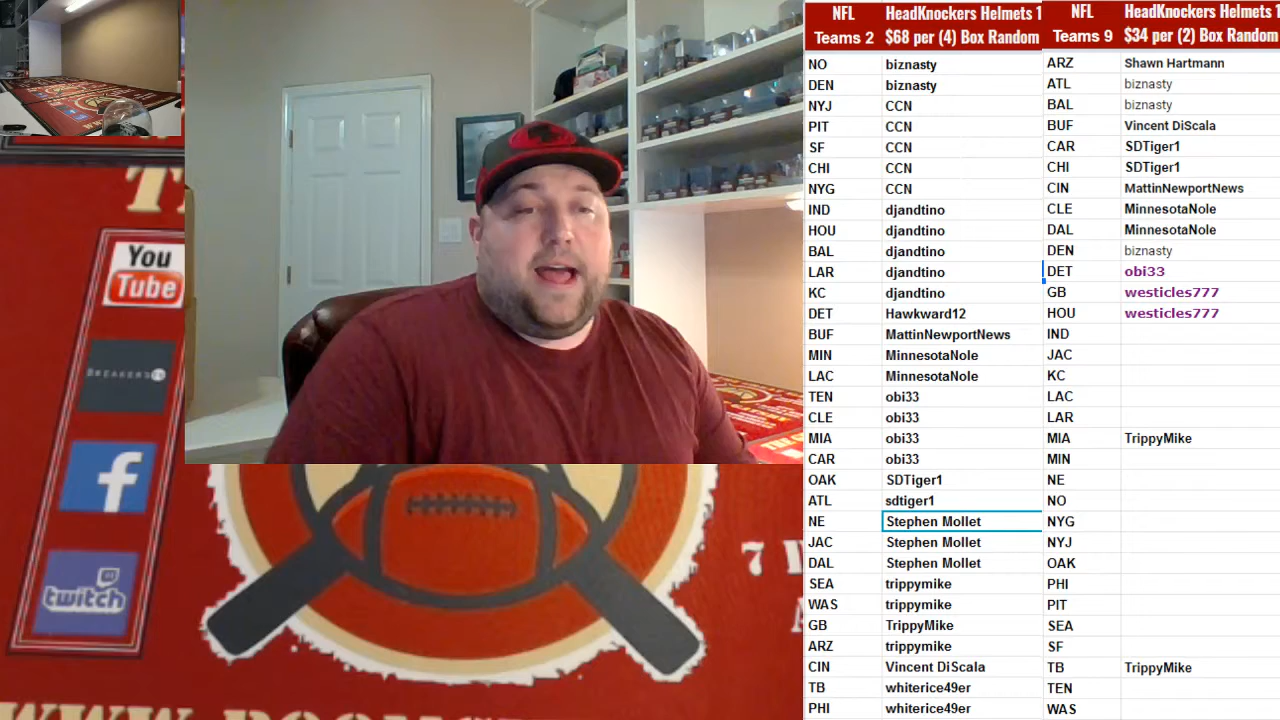 You
Tube
BREAKERS
f
twitch
7
NFL HeadKnockers Helmets 1
Teams 2 $68 per (4) Box Random
NO biznasty
DEN biznasty
NYJ CCN
PIT CCN
SF CCN
CHI CCN
NYG CCN
IND djandtino
HOU djandtino
BAL djandtino
LAR djandtino
KC djandtino
DET Hawkward12
BUF MattinNewportNews
MIN MinnesotaNole
LAC MinnesotaNole
TEN obi33
CLE obi33
MIA obi33
CAR obi33
OAK SDTiger1
ATL sdtiger1
NE Stephen Mollet
JAC Stephen Mollet
DAL Stephen Mollet
SEA trippymike
WAS trippymike
GB TrippyMike
ARZ trippymike
CIN Vincent DiScala
TB whiterice49er
PHI whiterice49er
NFL HeadKnockers Helmets 1
Teams 9 $34 per (2) Box Random
ARZ Shawn Hartmann
ATL biznasty
BAL biznasty
BUF Vincent DiScala
CAR SDTiger1
CHI SDTiger1
CIN MattinNewportNews
CLE MinnesotaNole
DAL MinnesotaNole
DEN biznasty
DET obi33
GB westicles777
HOU westicles777
IND
JAC
KC
LAC
LAR
MIA TrippyMike
MIN
NE
NO
NYG
NYJ
OAK
PHI
PIT
SEA
SF
TB TrippyMike
TEN
WAS